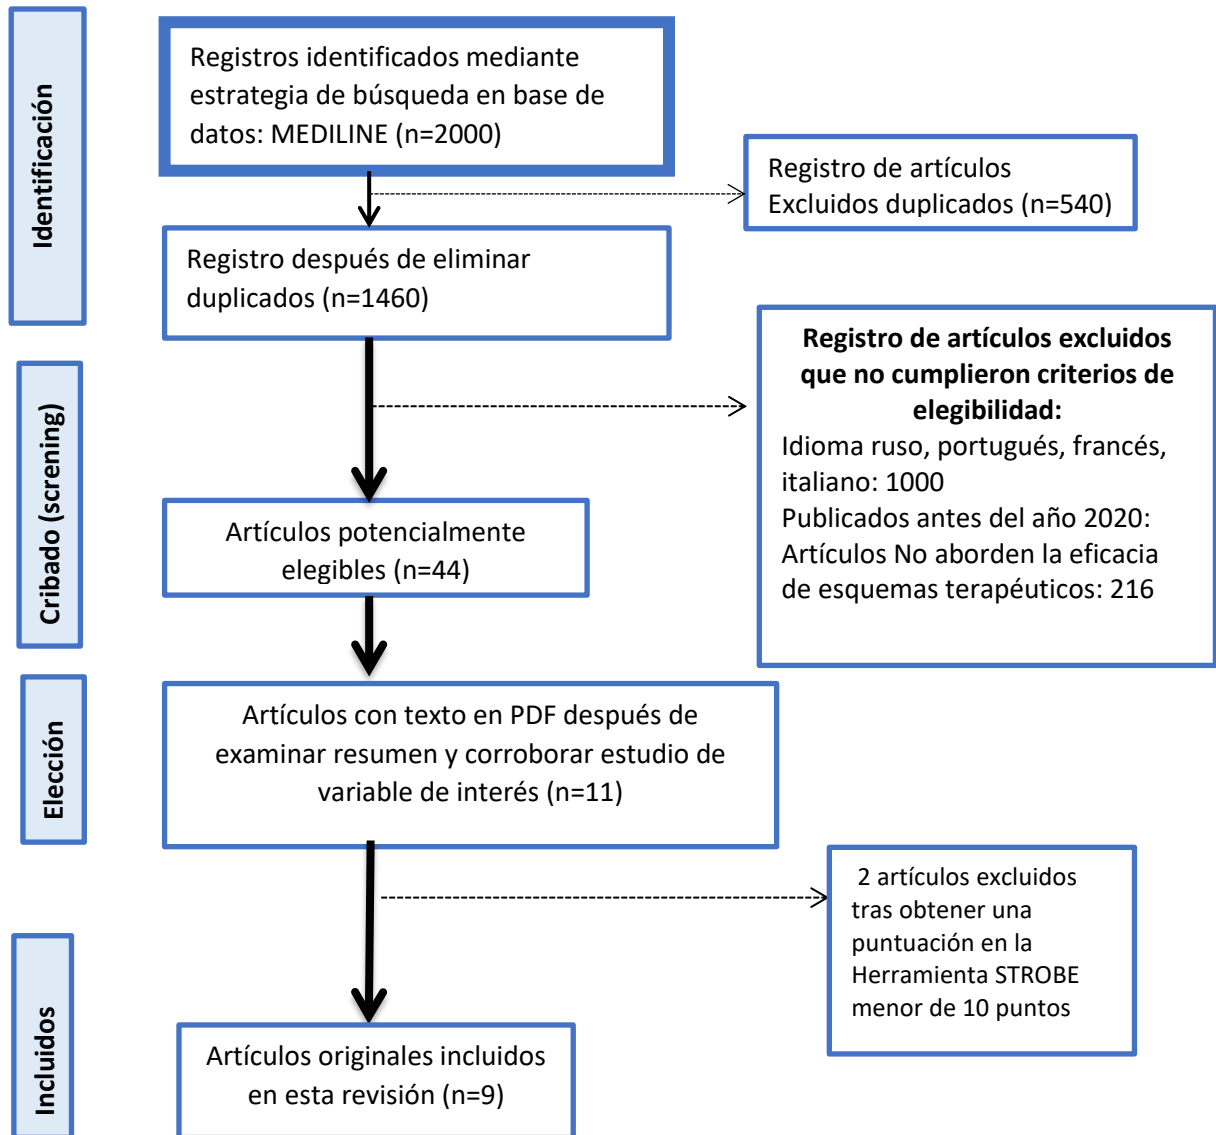 Identificación
Registros identificados mediante
estrategia de búsqueda en base de
datos: MEDILINE (n=2000)
Registro de artículos
Excluidos duplicados (n=540)
Registro después de eliminar
duplicados (n=1460)
Cribado (screning)
Registro de artículos excluidos
que no cumplieron criterios de
elegibilidad:
Idioma ruso, portugués, francés,
italiano: 1000
Publicados antes del año 2020:
Artículos No aborden la eficacia
de esquemas terapéuticos: 216
Artículos potencialmente
elegibles (n=44)
Elección
Artículos con texto en PDF después de
examinar resumen y corroborar estudio de
variable de interés (n=11)
2 artículos excluidos
tras obtener una
puntuación en la
Herramienta STROBE
menor de 10 puntos
Incluidos
Artículos originales incluidos
en esta revisión (n=9)